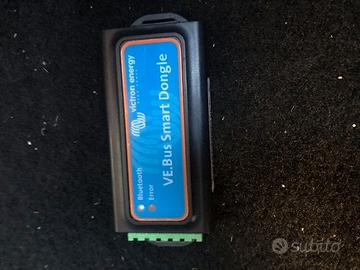 victron energy
VE.Bus Smart Dongle
Bluetooth
Error
subito